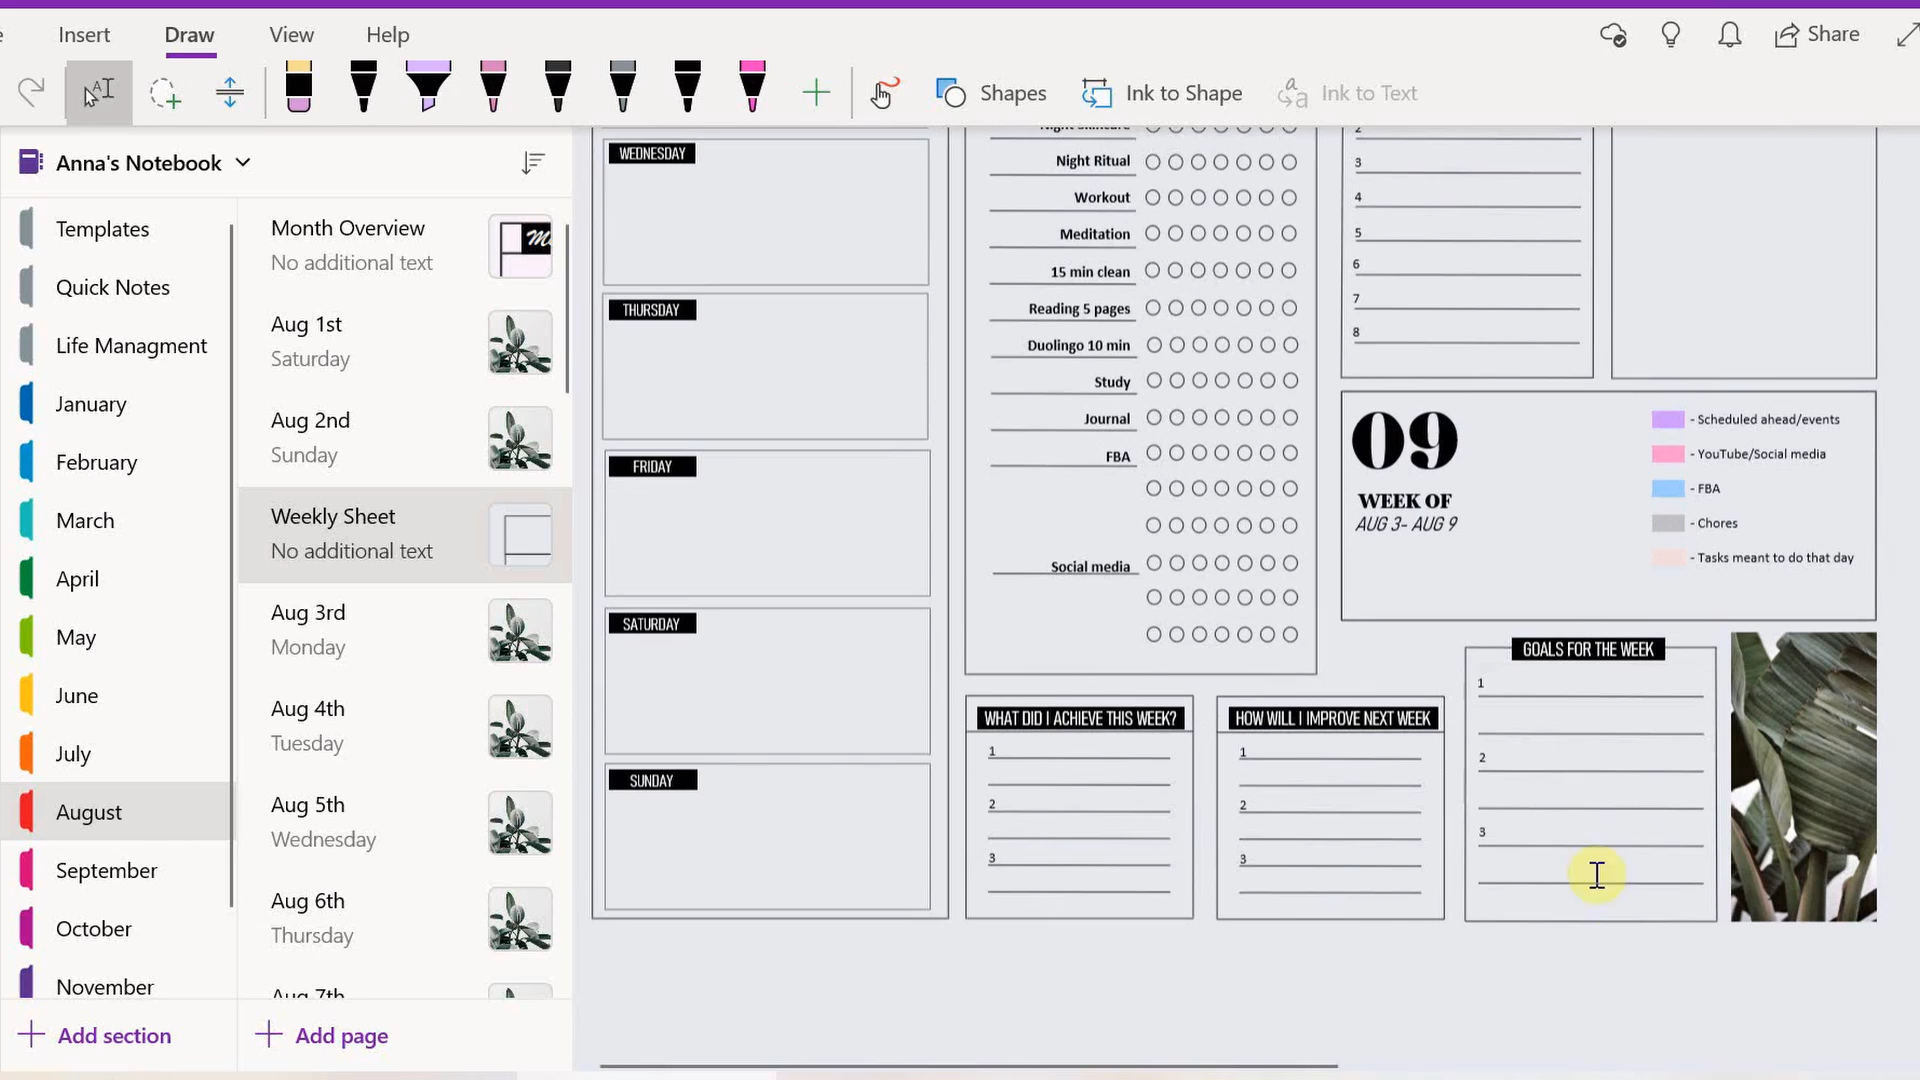 Insert
Draw
View
Help
Share
Shapes
Ink to Shape
Ink to Text
Anna's Notebook
Templates
Quick Notes
Life Managment
January
February
March
April
May
June
July
August
September
October
November
Add section
Month Overview
No additional text
Aug 1st
Saturday
Aug 2nd
Sunday
Weekly Sheet
No additional text
Aug 3rd
Monday
Aug 4th
Tuesday
Aug 5th
Wednesday
Aug 6th
Thursday
Aug 7th
Add page
WEDNESDAY
THURSDAY
FRIDAY
SATURDAY
SUNDAY
Night Skincare
Night Ritual
Workout
Meditation
15 min clean
Reading 5 pages
Duolingo 10 min
Study
Journal
FBA
Social media
2
3
4
5
6
7
8
09
WEEK OF
AUG 3- AUG 9
- Scheduled ahead/events
- YouTube/Social media
- FBA
- Chores
- Tasks meant to do that day
WHAT DID I ACHIEVE THIS WEEK?
1
2
3
HOW WILL I IMPROVE NEXT WEEK
1
2
3
GOALS FOR THE WEEK
1
2
3